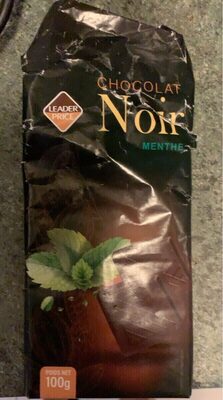 CHOCOLAT
LEADER
PRICE
Noir
MENTHE
POIDS NET
100g